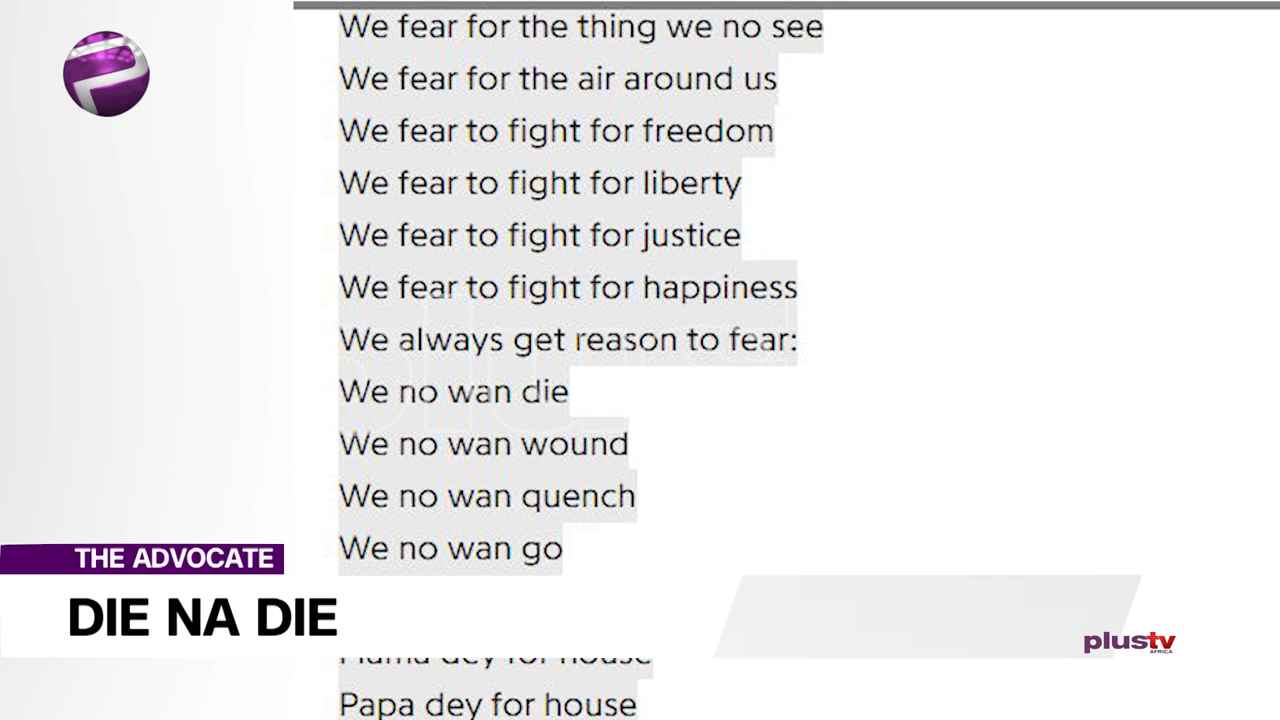 We fear for the thing we no see
We fear for the air around us
We fear to fight for freedom
We fear to fight for liberty
We fear to fight for justice
We fear to fight for happiness
We always get reason to fear:
We no wan die
We no wan wound
We no wan quench
We no wan go
THE ADVOCATE
DIE NA DIE
plustv
AFRICA
dey for house
Papa dey for house